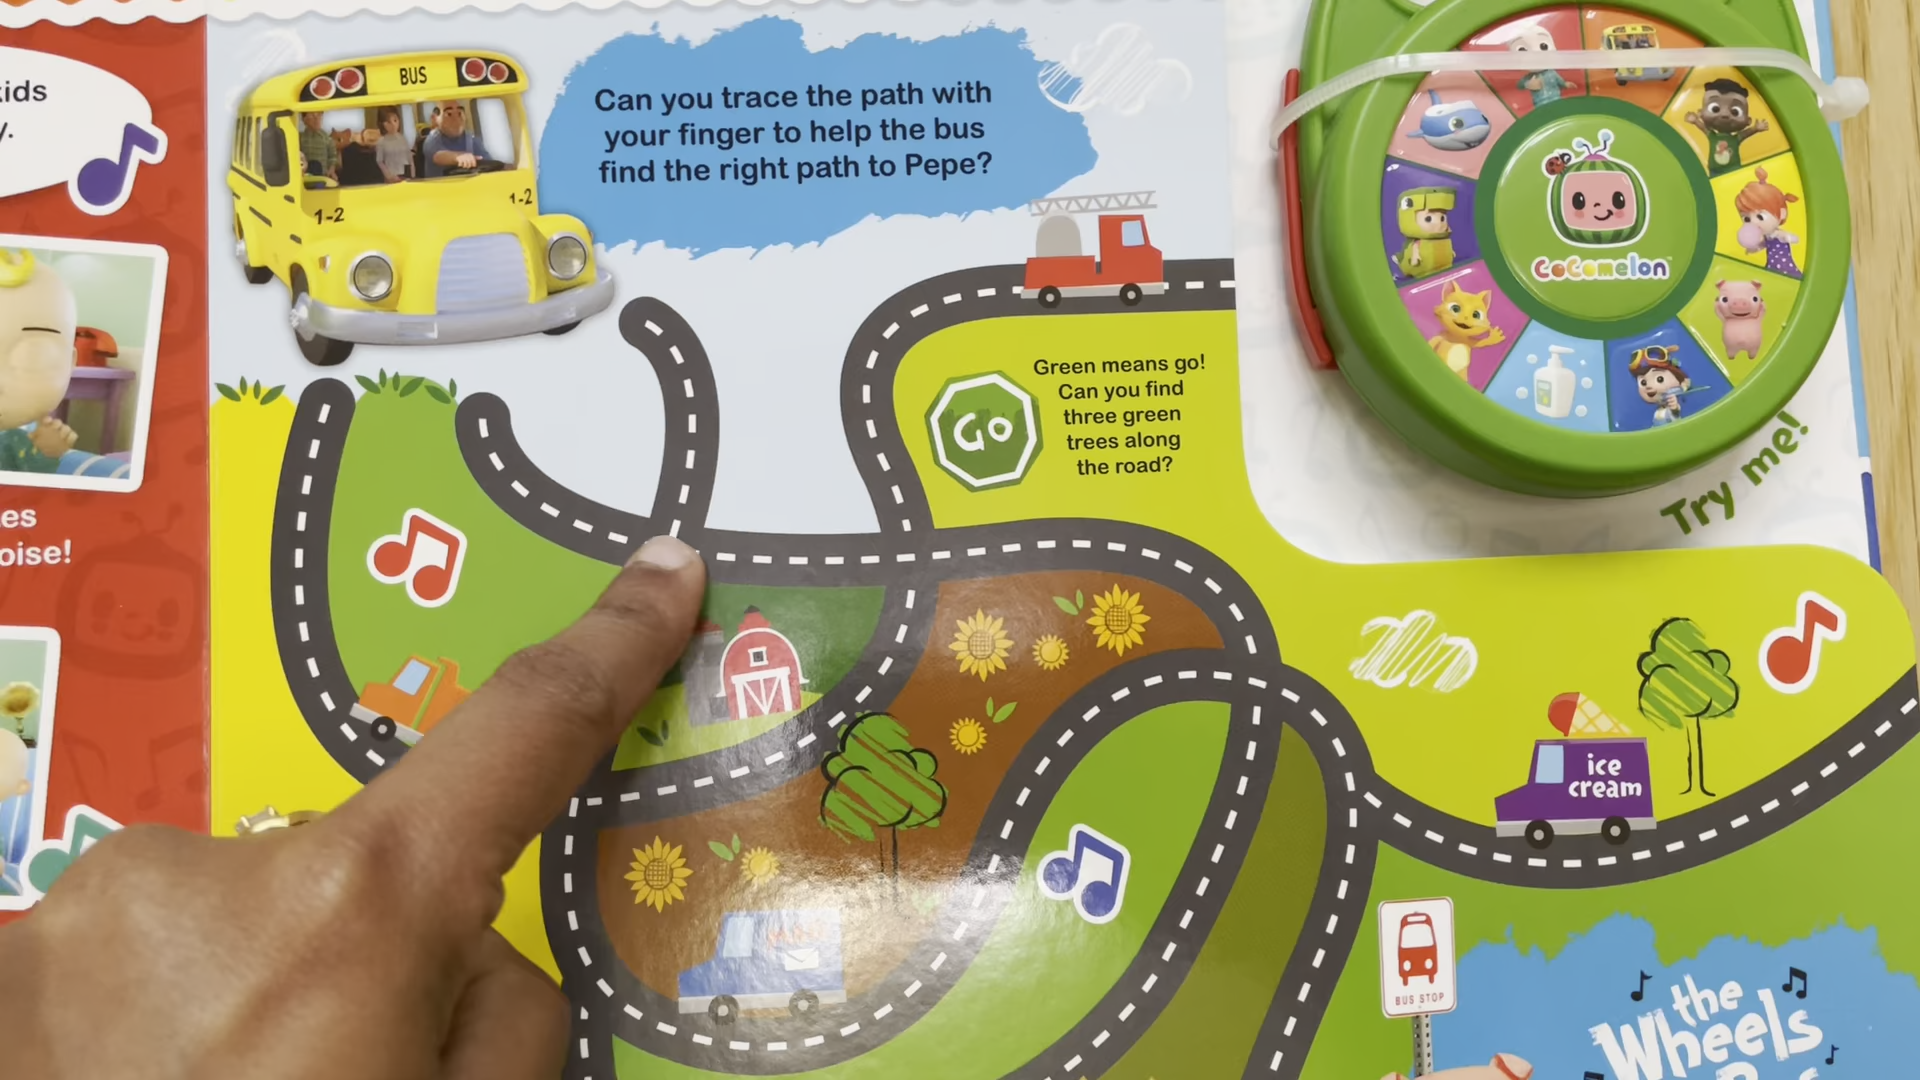 kids
y.
es
oise!
BUS
1-2
1-2
Can you trace the path with
your finger to help the bus
find the right path to Pepe?
Green means go!
Can you find
three green
trees along
the road?
GO
CoComelon
Try me!
ice
cream
BUS STOP
the
Wheels